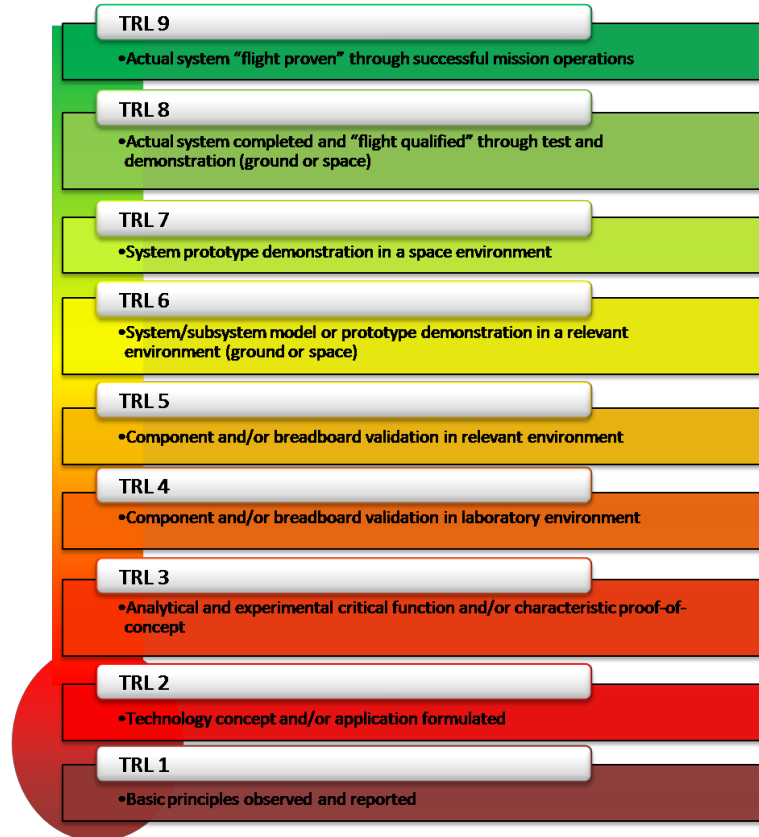 TRL 9
•Actual system “flight proven” through successful mission operations
TRL 8
•Actual system completed and “flight qualified” through test and
demonstration (ground or space)
TRL 7
•System prototype demonstration in a space environment
TRL 6
•System/subsystem model or prototype demonstration in a relevant
environment (ground or space)
TRL 5
•Component and/or breadboard validation in relevant environment
TRL 4
•Component and/or breadboard validation in laboratory environment
TRL 3
•Analytical and experimental critical function and/or characteristic proof-of-
concept
TRL 2
•Technology concept and/or application formulated
TRL 1
•Basic principles observed and reported